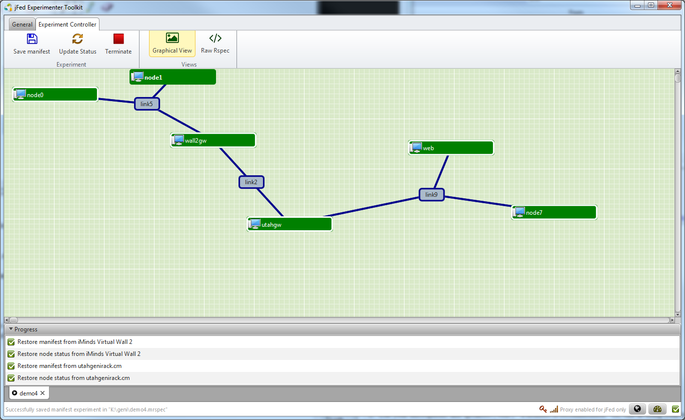 jFed Experimenter Toolkit
General Experiment Controller
Save manifest Update Status Terminate Graphical View Raw Rspec
Experiment Views
node1
node0
link5
wall2gw
web
link2
link9
node7
utahgw
Progress
Restore manifest from iMinds Virtual Wall 2
Restore node status from iMinds Virtual Wall 2
Restore manifest from utahgenirack.cm
Restore node status from utahgenirack.cm
demo4
Successfully saved manifest experiment in "K:\geni\demo4-mrspec" Proxy enabled for jFed only